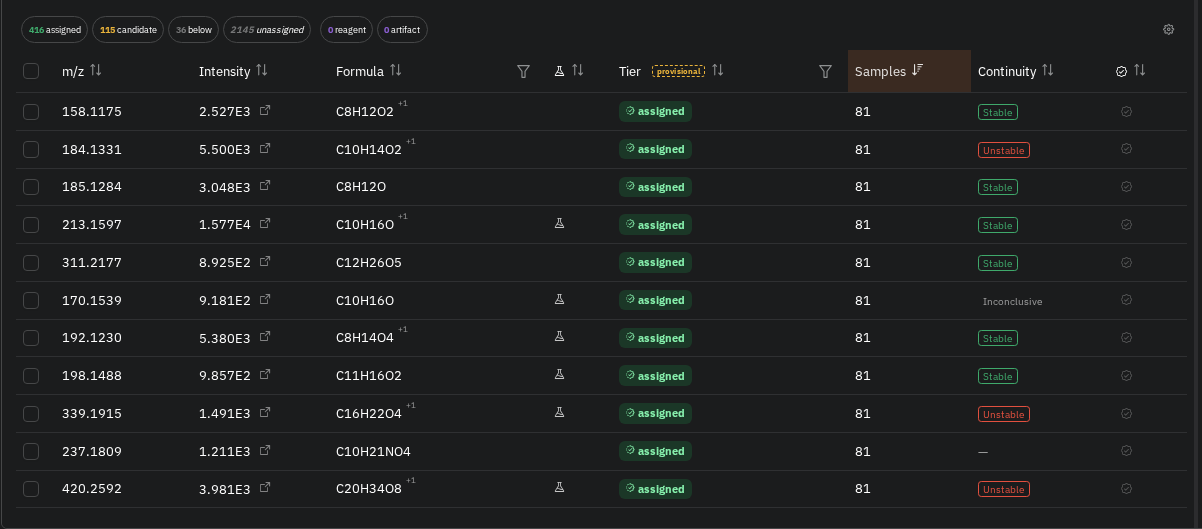 416 assigned 115 candidate 36 below 2145 unassigned 0 reagent 0 artifact
m/z Intensity Formula Tier provisional Samples Continuity
158.1175 2.527E3 C8H12O2 +1 assigned 81 Stable
184.1331 5.500E3 C10H14O2 +1 assigned 81 Unstable
185.1284 3.048E3 C8H12O assigned 81 Stable
213.1597 1.577E4 C10H16O +1 assigned 81 Stable
311.2177 8.925E2 C12H26O5 assigned 81 Stable
170.1539 9.181E2 C10H16O assigned 81 Inconclusive
192.1230 5.380E3 C8H14O4 +1 assigned 81 Stable
198.1488 9.857E2 C11H16O2 assigned 81 Stable
339.1915 1.491E3 C16H22O4 +1 assigned 81 Unstable
237.1809 1.211E3 C10H21NO4 assigned 81 —
420.2592 3.981E3 C20H34O8 +1 assigned 81 Unstable